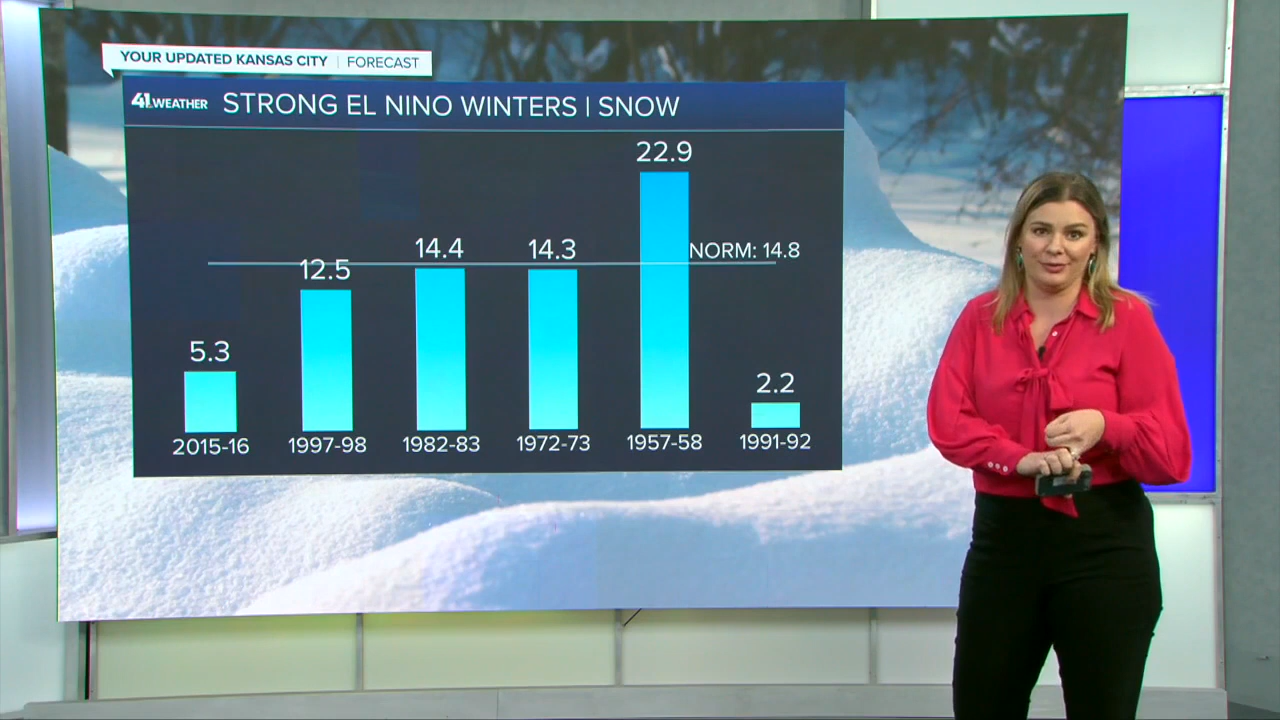 YOUR UPDATED KANSAS CITY | FORECAST
41 WEATHER STRONG EL NINO WINTERS | SNOW
22.9
14.4 14.3 NORM: 14.8
12.5
5.3
2.2
2015-16 1997-98 1982-83 1972-73 1957-58 1991-92